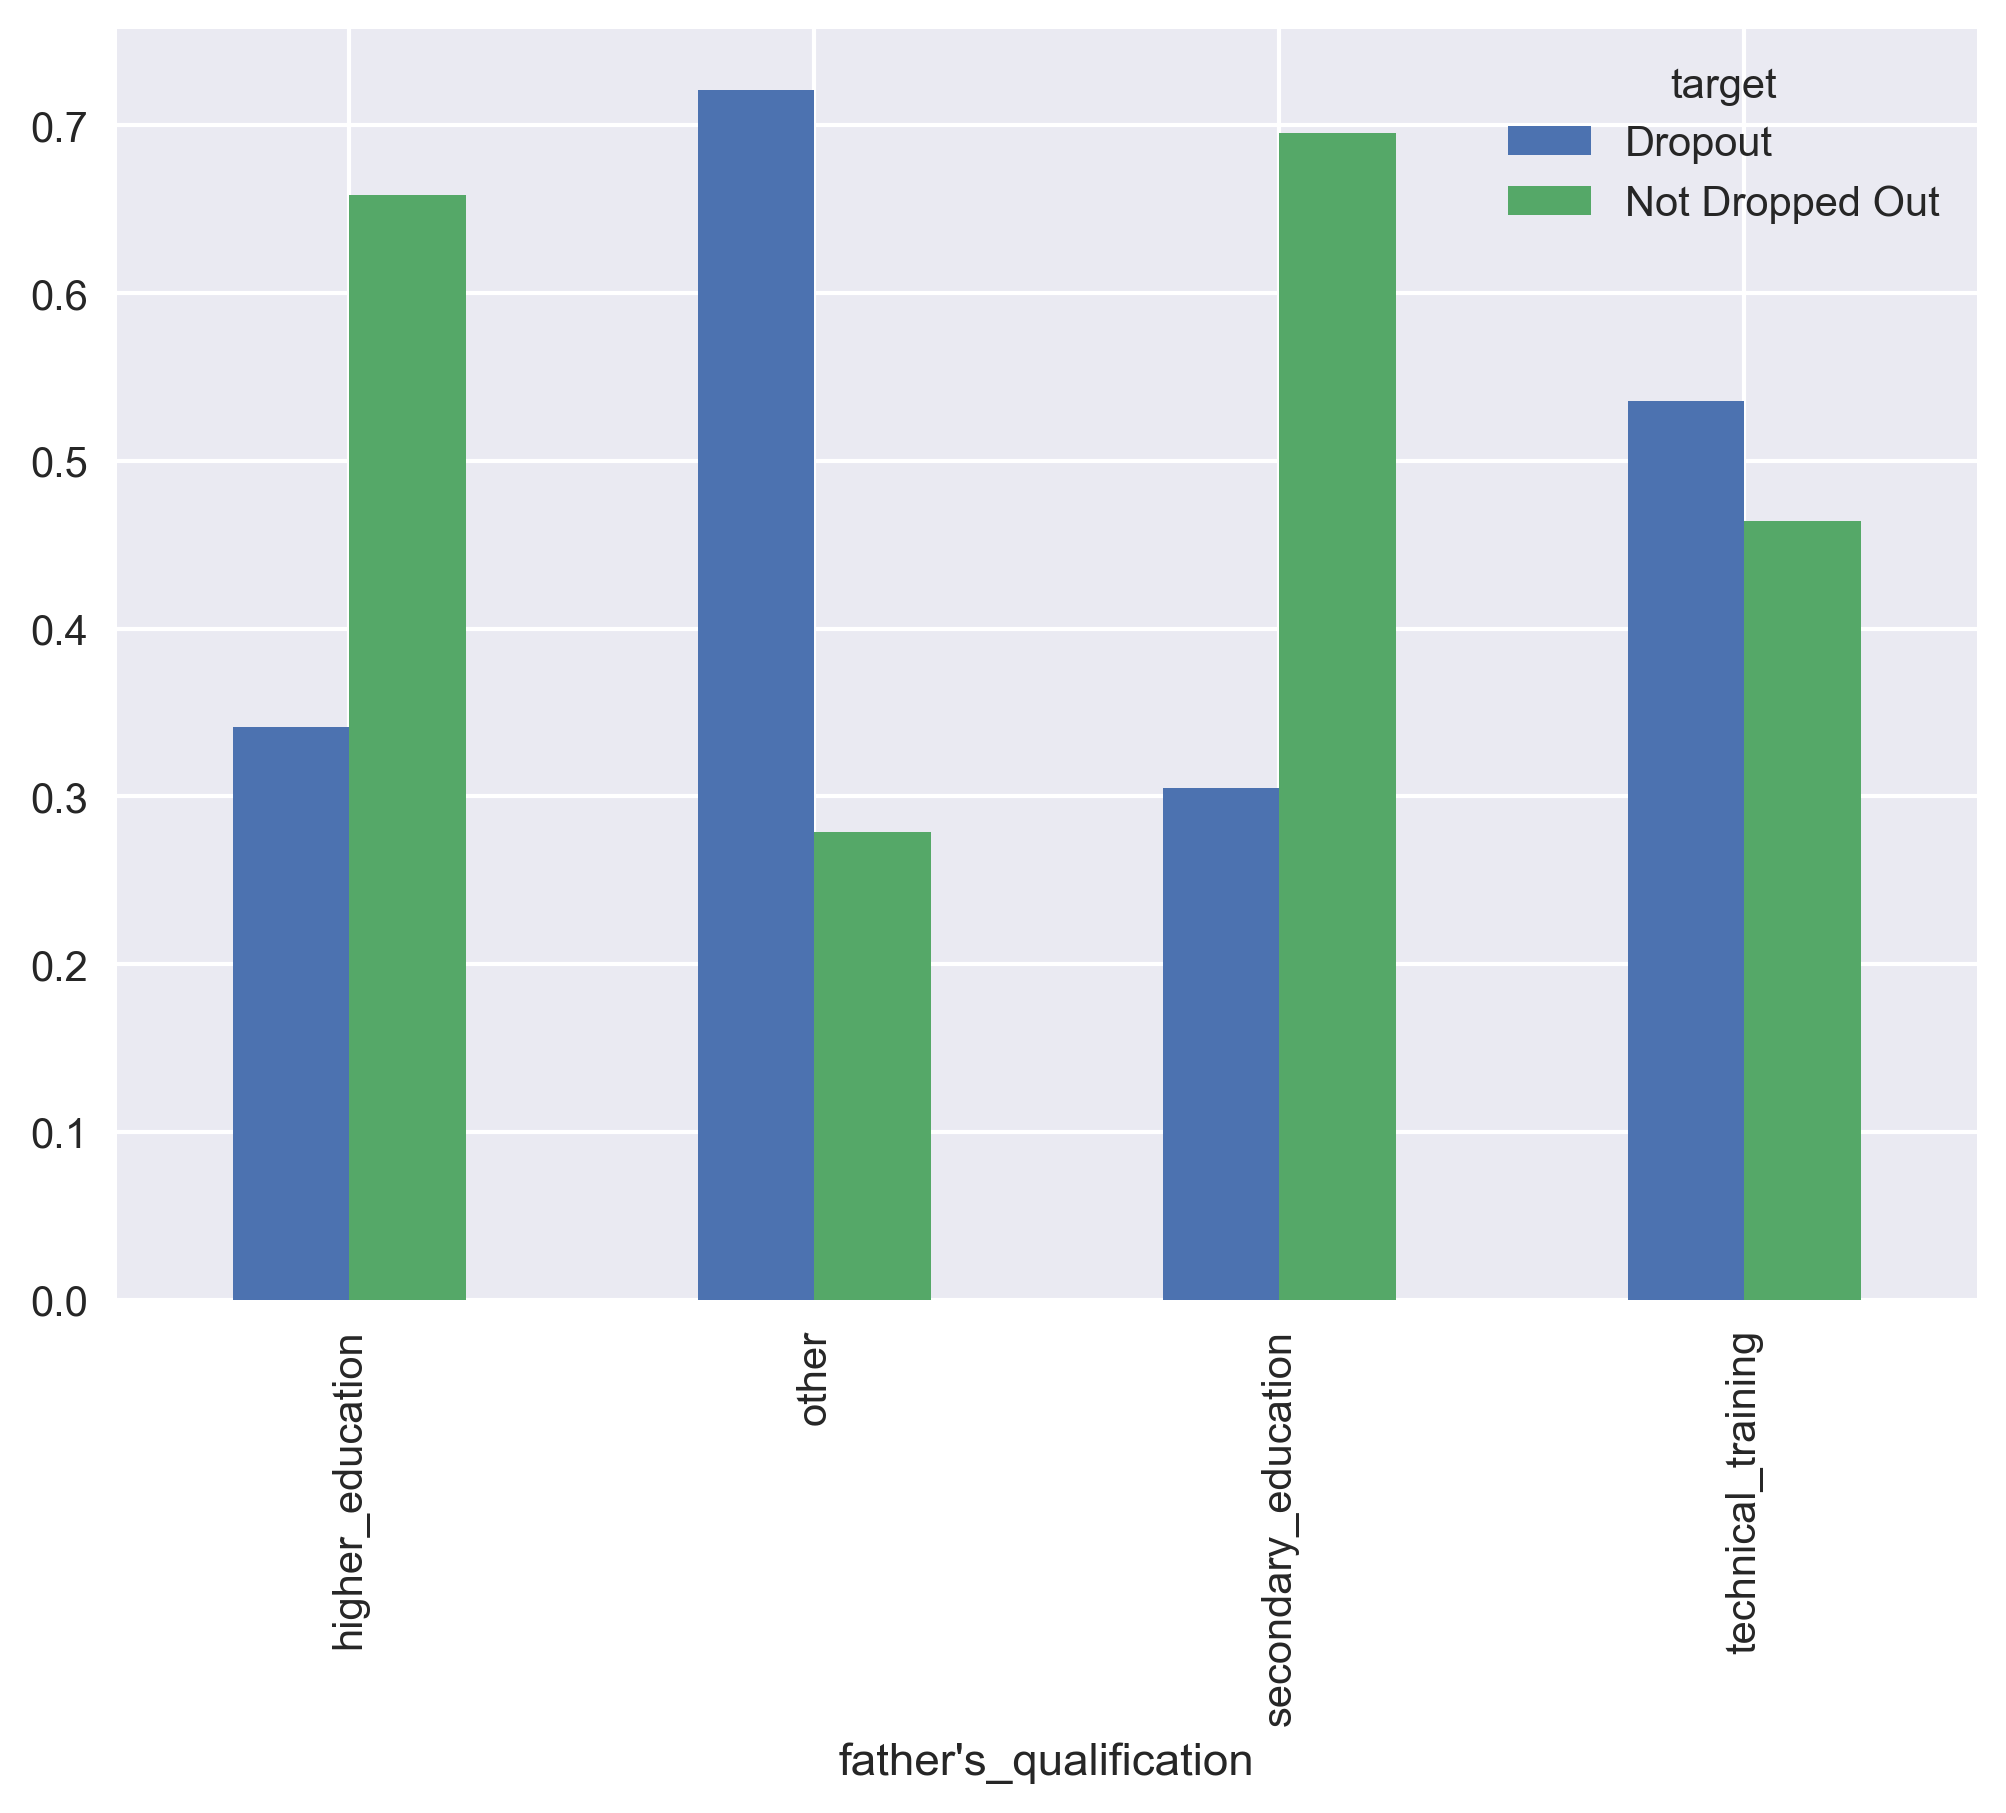 target
Dropout
Not Dropped Out
0.7
0.6
0.5
0.4
0.3
0.2
0.1
0.0
higher_education
other
secondary_education
technical_training
father's_qualification